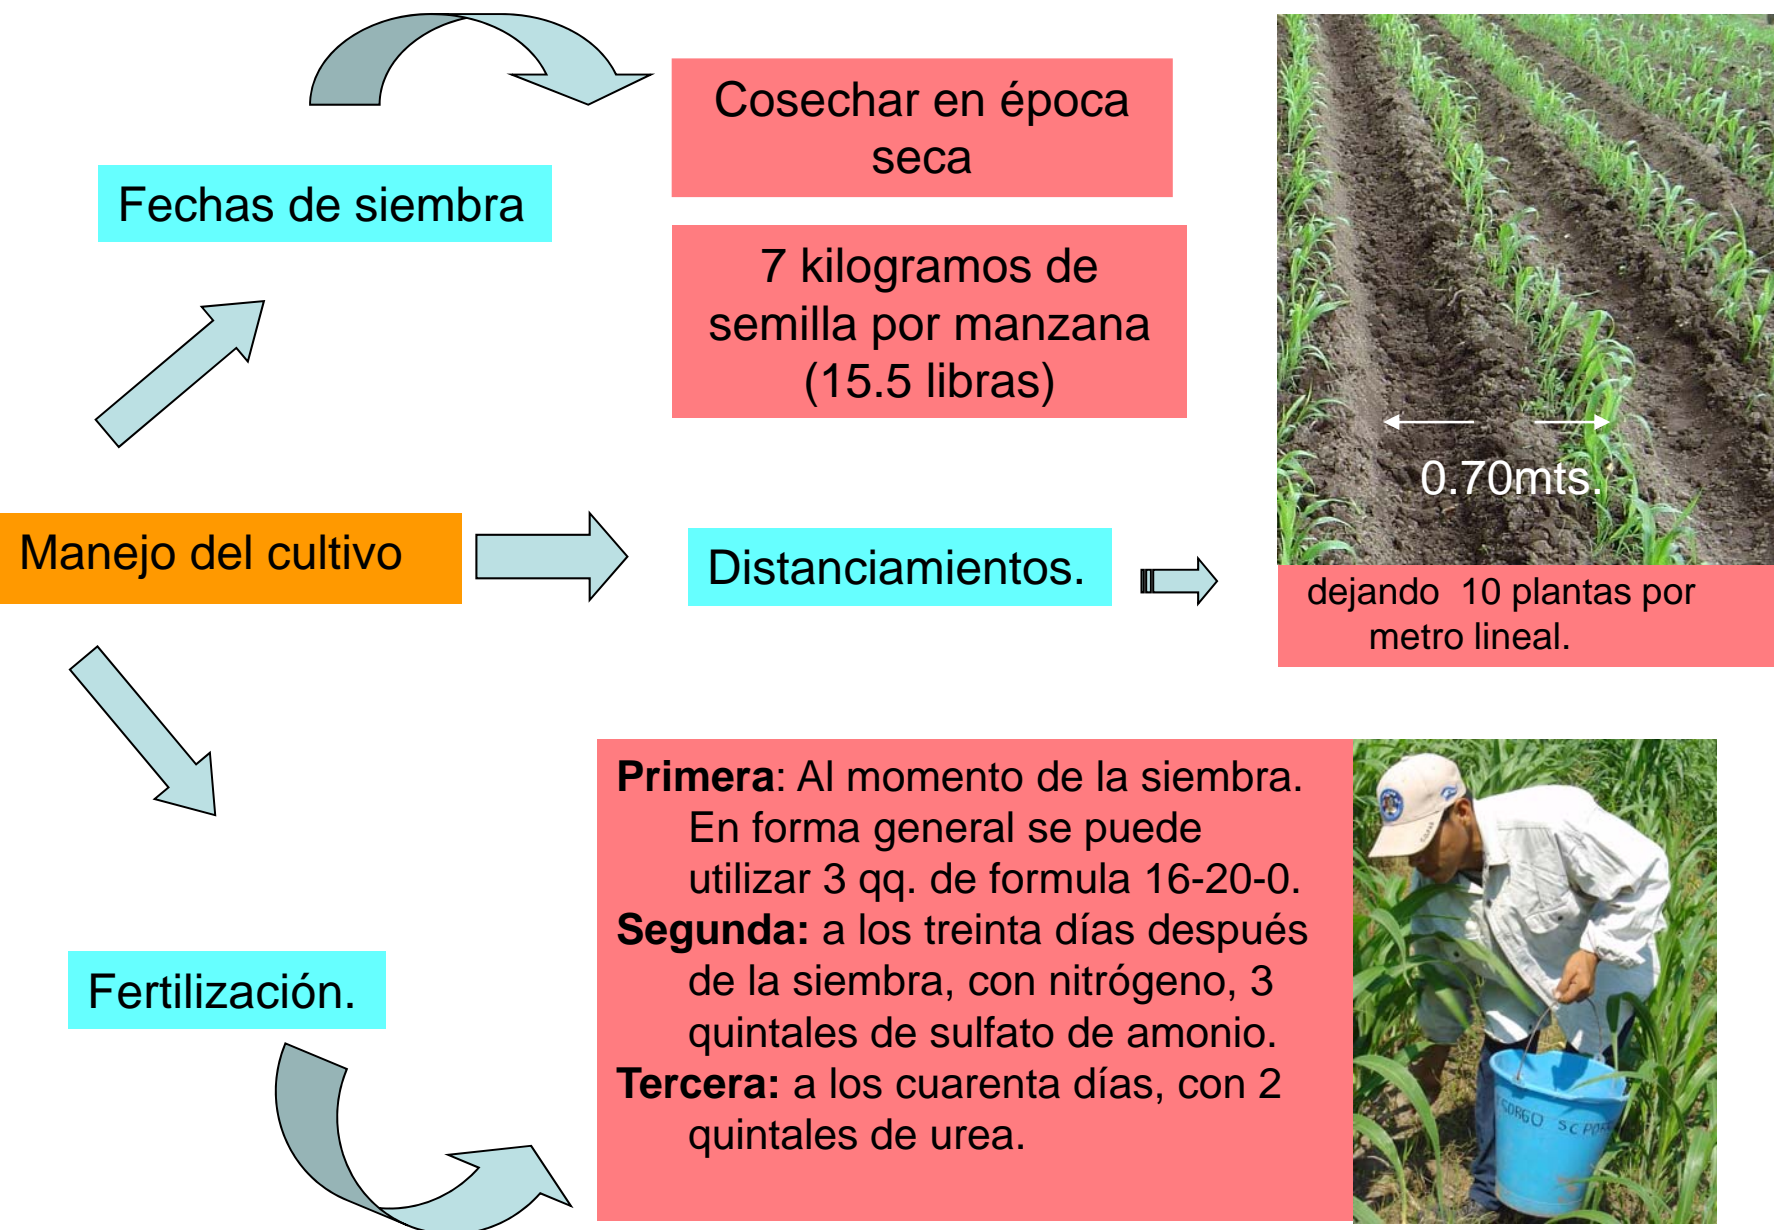 Cosechar en época
seca
Fechas de siembra
7 kilogramos de
semilla por manzana
(15.5 libras)
0.70mts.
Manejo del cultivo
Distanciamientos.
dejando 10 plantas por
metro lineal.
Primera: Al momento de la siembra.
En forma general se puede
utilizar 3 qq. de formula 16-20-0.
Segunda: a los treinta días después
de la siembra, con nitrógeno, 3
quintales de sulfato de amonio.
Tercera: a los cuarenta días, con 2
quintales de urea.
Fertilización.
SORGO